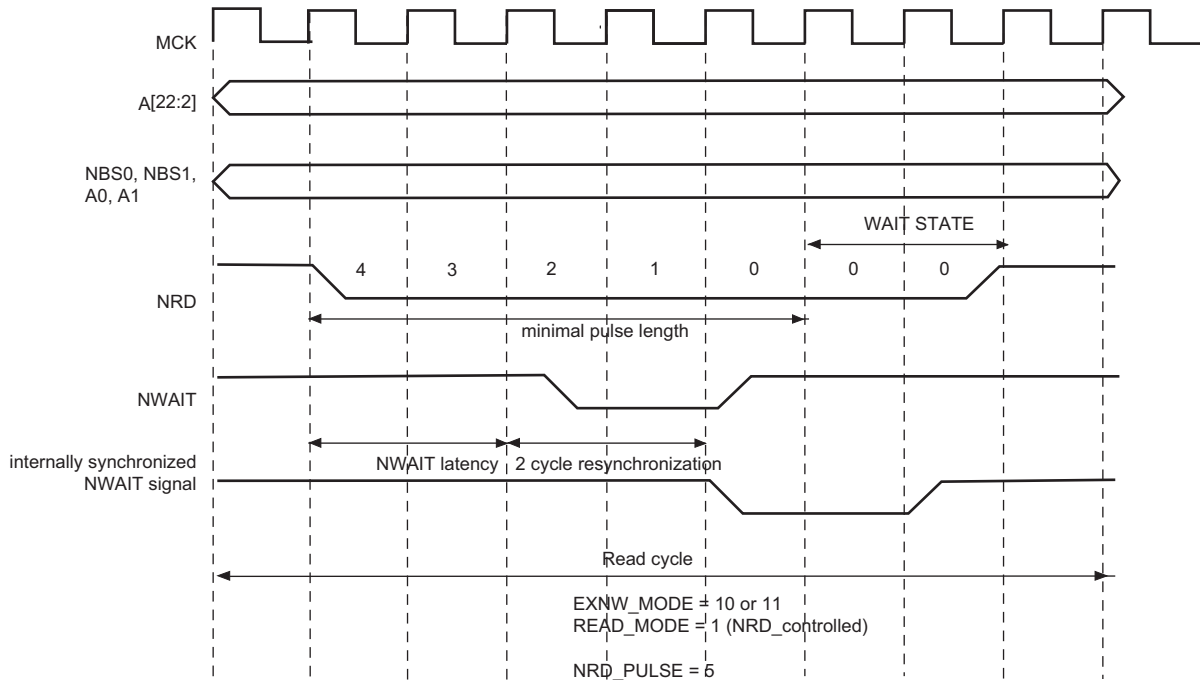 MCK
A[22:2]
NBS0, NBS1,
A0, A1
WAIT STATE
4 3 2 1 0 0 0
NRD
minimal pulse length
NWAIT
NWAIT latency 2 cycle resynchronization
internally synchronized
NWAIT signal
Read cycle
EXNW_MODE = 10 or 11
READ_MODE = 1 (NRD_controlled)
NRD_PULSE = 5